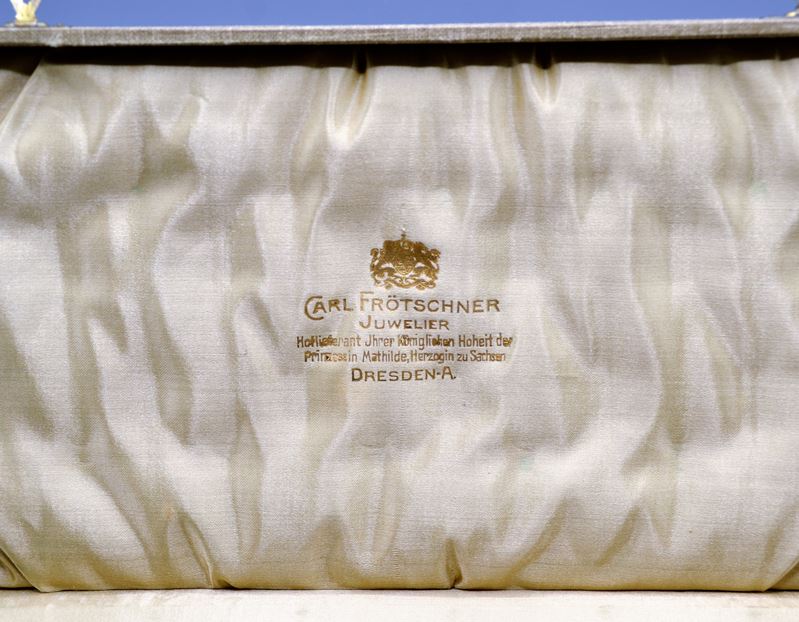 CARL FRÖTSCHNER
JUWELIER
Hoflieferant Jhrer Königlichen Hoheit der
Prinzessin Mathilde, Herzogin zu Sachsen
DRESDEN-A.